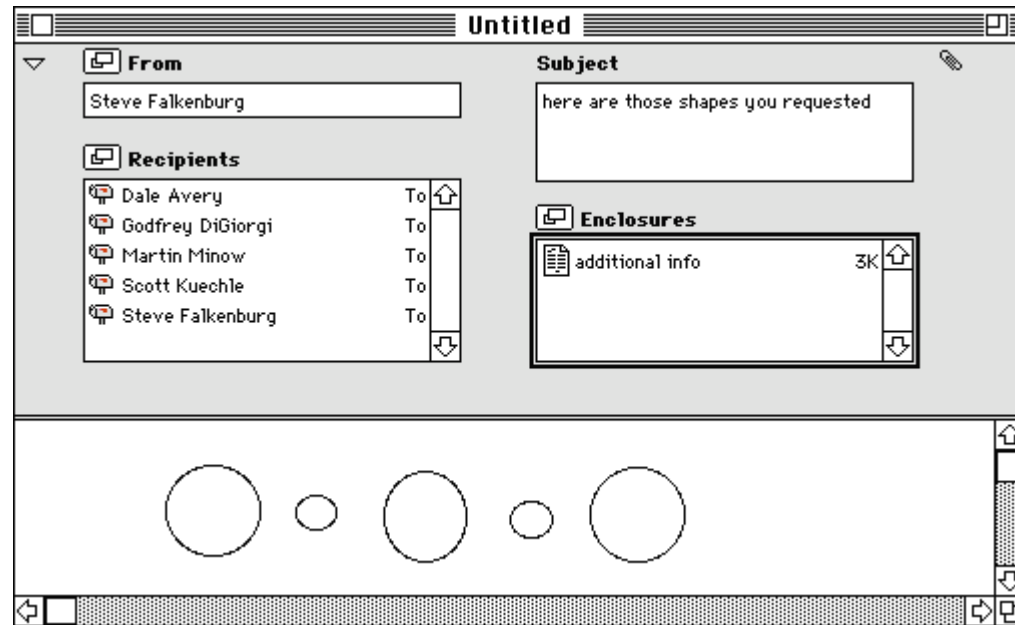 Untitled
From
Steve Falkenburg
Recipients
Dale Avery To
Godfrey DiGiorgi To
Martin Minow To
Scott Kuechle To
Steve Falkenburg To
Subject
here are those shapes you requested
Enclosures
additional info 3K